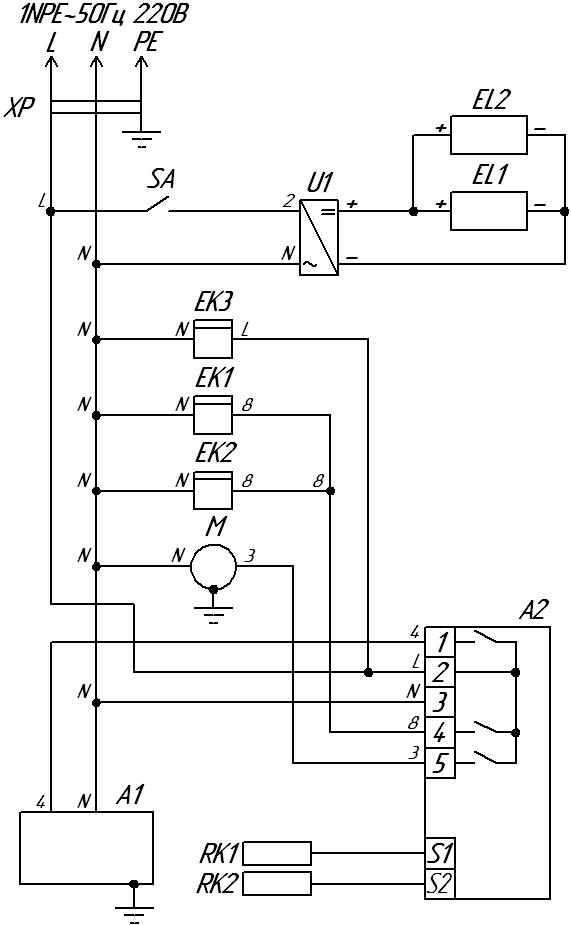 1NPE~50Гц 220В
L N PE
XP
EL2
+ −
SA U1 EL1
L 2 = + + −
N N ~ −
EK3
N N L
EK1
N N 8
EK2
N N 8 8
M
N N 3
A2
4 1
L 2
N N 3
8 4
3 5
4 N A1
RK1 S1
RK2 S2